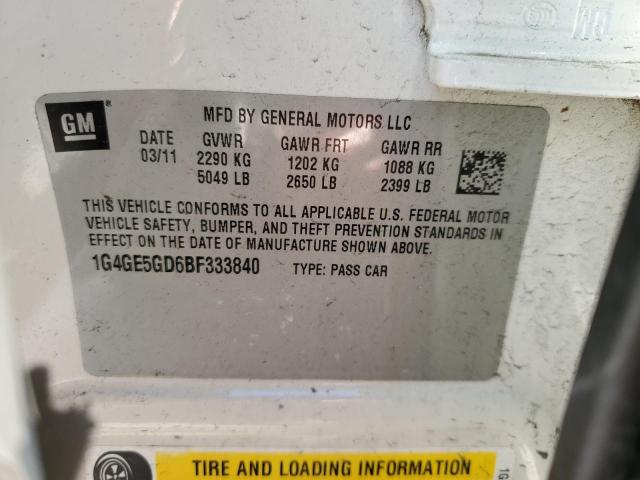 GM
MFD BY GENERAL MOTORS LLC
DATE GVWR GAWR FRT GAWR RR
03/11 2290 KG 1202 KG 1088 KG
5049 LB 2650 LB 2399 LB
THIS VEHICLE CONFORMS TO ALL APPLICABLE U.S. FEDERAL MOTOR
VEHICLE SAFETY, BUMPER, AND THEFT PREVENTION STANDARDS IN
EFFECT ON THE DATE OF MANUFACTURE SHOWN ABOVE.
1G4GE5GD6BF333840 TYPE: PASS CAR
TIRE AND LOADING INFORMATION
1G